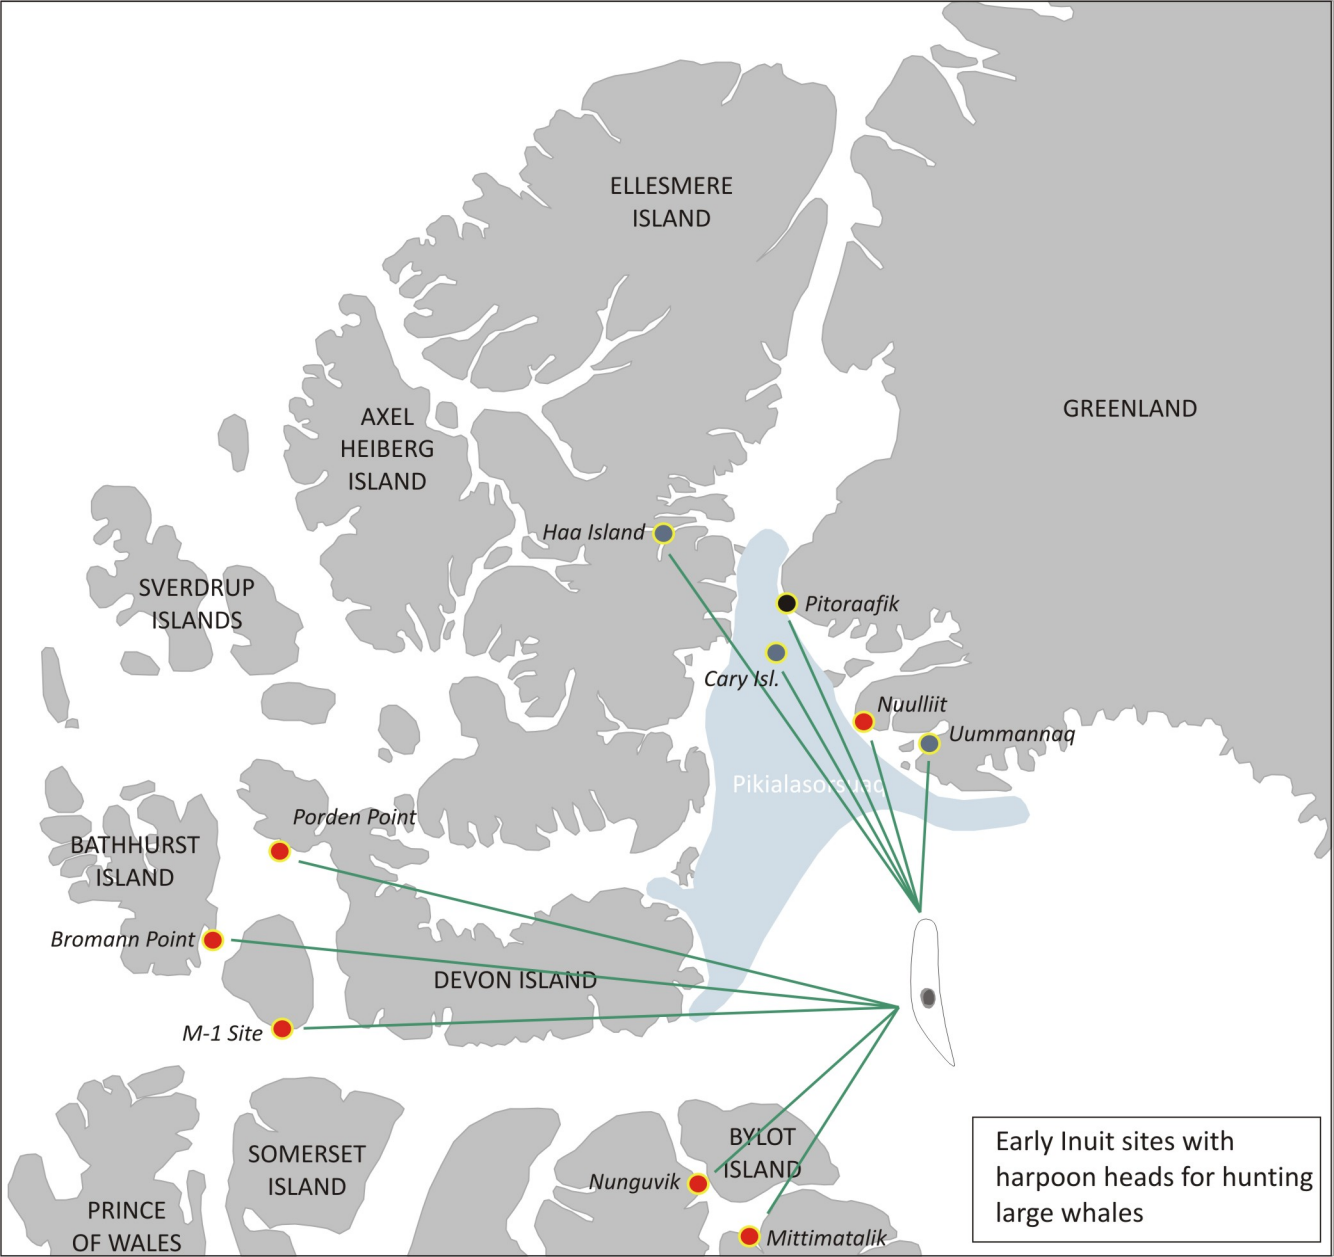 ELLESMERE
ISLAND
GREENLAND
AXEL
HEIBERG
ISLAND
Haa Island
SVERDRUP
ISLANDS
Pitoraafik
Cary Isl.
Nuulliit
Uummannaq
Pikialasorsuaq
Porden Point
BATHHURST
ISLAND
Bromann Point
DEVON ISLAND
M-1 Site
BYLOT
ISLAND
SOMERSET
ISLAND
Nunguvik
PRINCE
OF WALES
Mittimatalik
Early Inuit sites with
harpoon heads for hunting
large whales